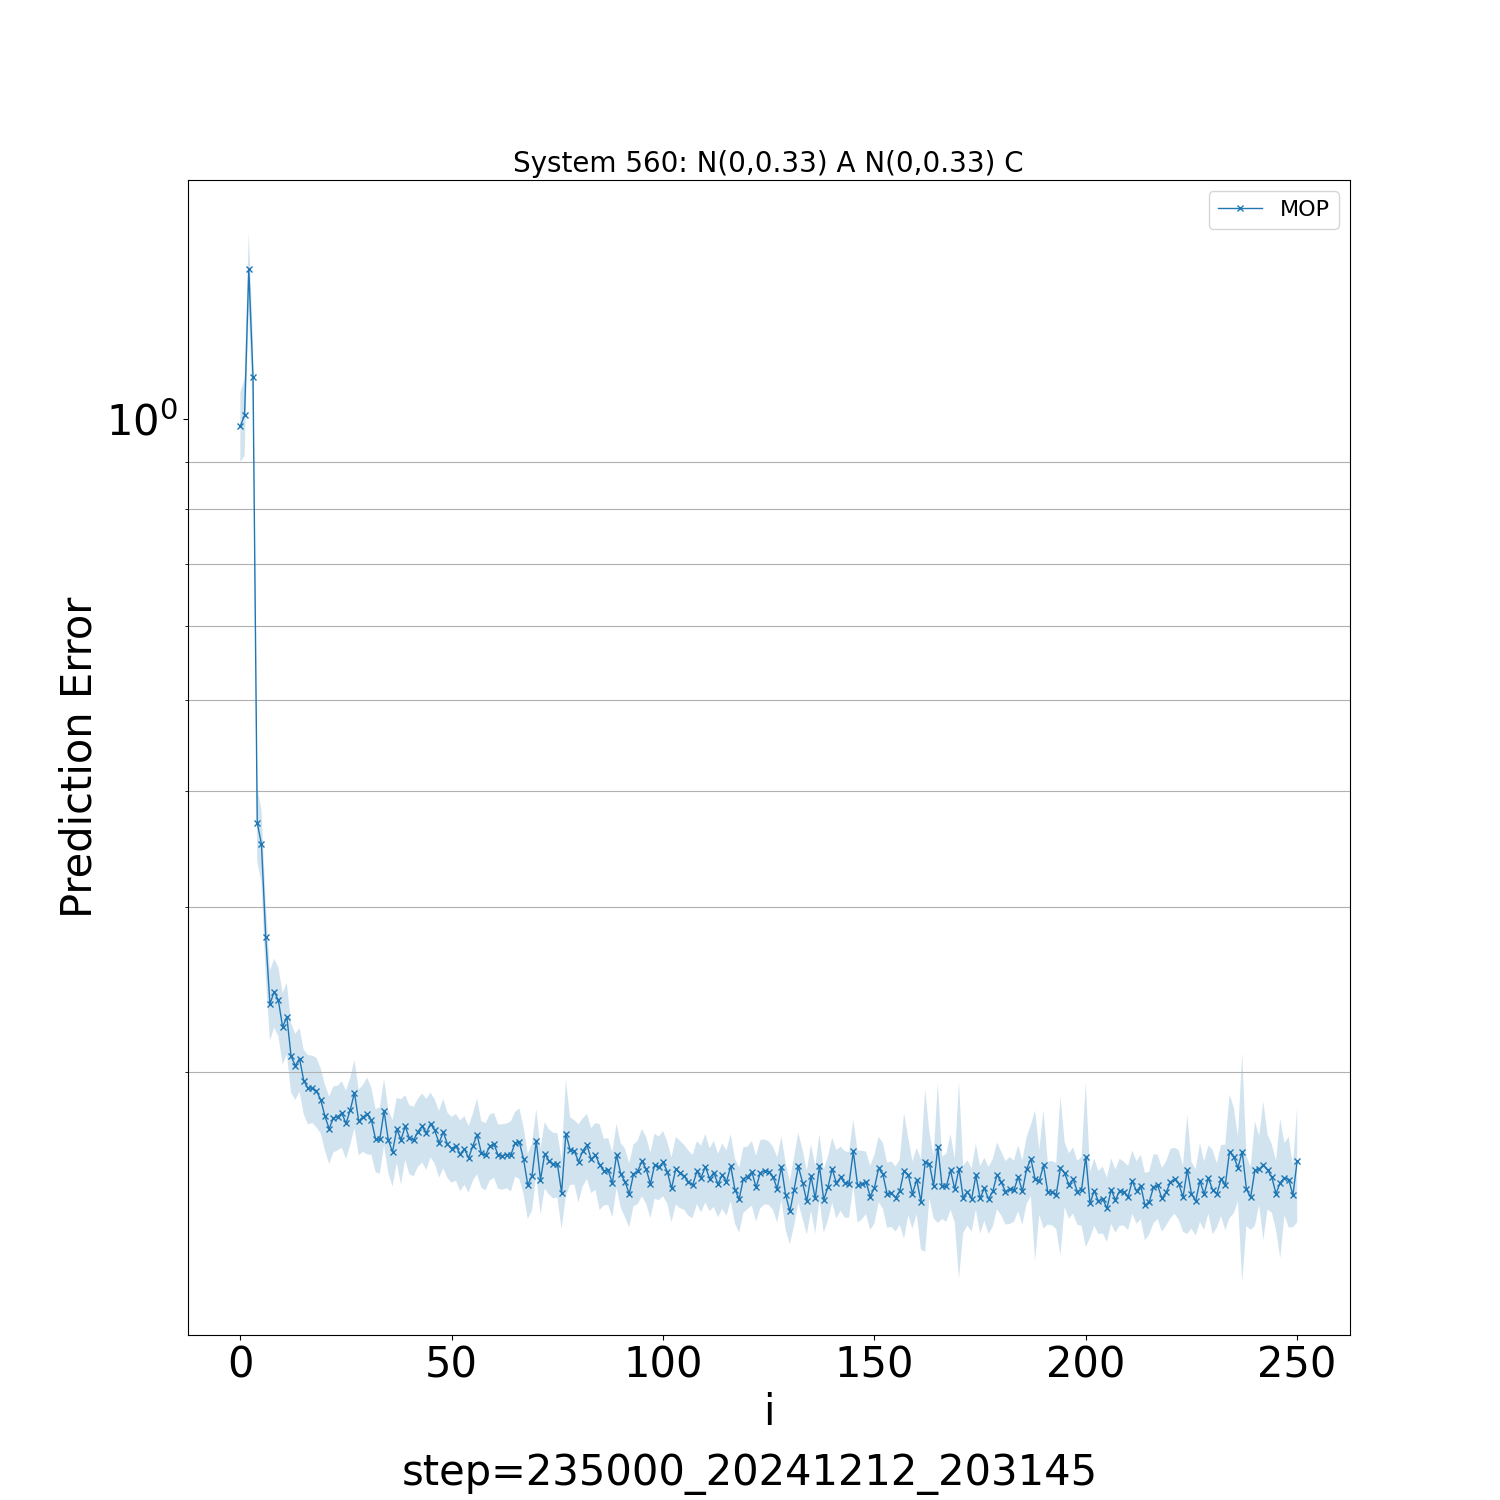 System 560: N(0,0.33) A N(0,0.33) C
MOP
10⁰
Prediction Error
0 50 100 150 200 250
i
step=235000_20241212_203145